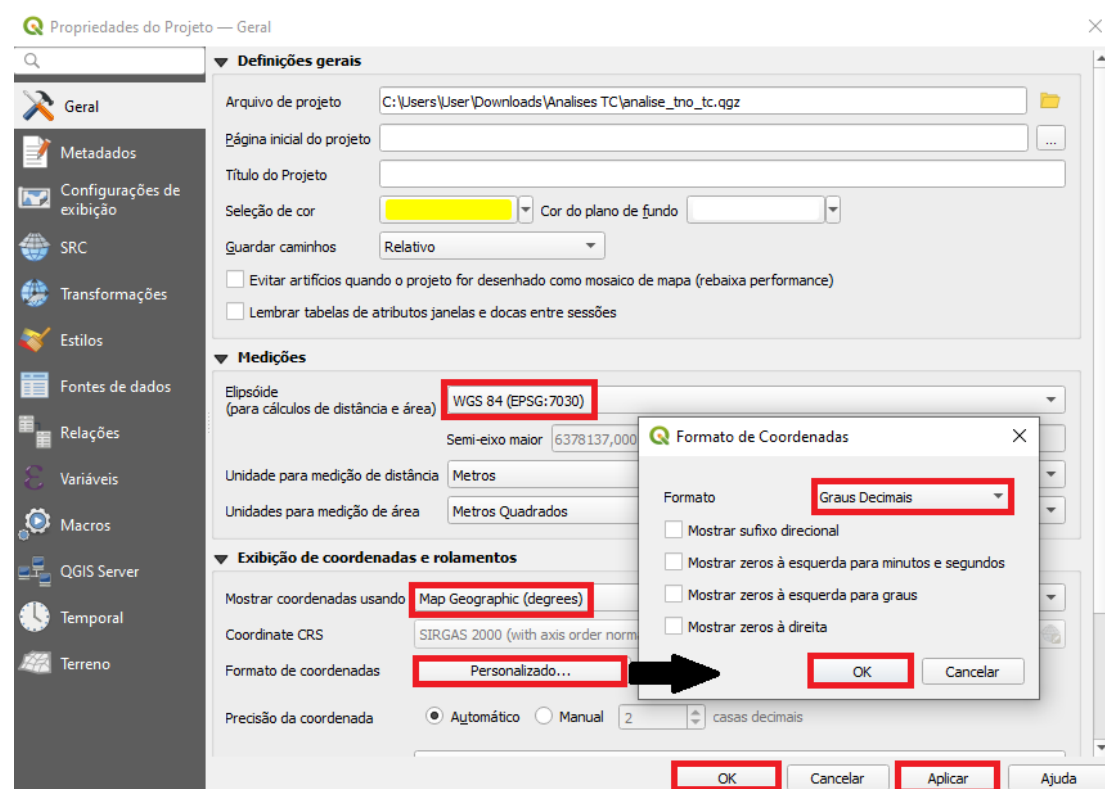 Propriedades do Projeto — Geral
Geral
Metadados
Configurações de
exibição
SRC
Transformações
Estilos
Fontes de dados
Relações
Variáveis
Macros
QGIS Server
Temporal
Terreno
Definições gerais
Arquivo de projeto C:\Users\User\Downloads\Analises TC\analise_tno_tc.qgz
Página inicial do projeto ...
Título do Projeto
Seleção de cor Cor do plano de fundo
Guardar caminhos Relativo
Evitar artifícios quando o projeto for desenhado como mosaico de mapa (rebaixa performance)
Lembrar tabelas de atributos janelas e docas entre sessões
Medições
Elipsóide
(para cálculos de distância e área) WGS 84 (EPSG:7030)
Semi-eixo maior 6378137,000
Unidade para medição de distância Metros
Unidades para medição de área Metros Quadrados
Exibição de coordenadas e rolamentos
Mostrar coordenadas usando Map Geographic (degrees)
Coordinate CRS SIRGAS 2000 (with axis order norm
Formato de coordenadas Personalizado...
Precisão da coordenada Automático Manual 2 casas decimais
OK Cancelar Aplicar Ajuda
Formato de Coordenadas
Formato Graus Decimais
Mostrar sufixo direcional
Mostrar zeros à esquerda para minutos e segundos
Mostrar zeros à esquerda para graus
Mostrar zeros à direita
OK Cancelar